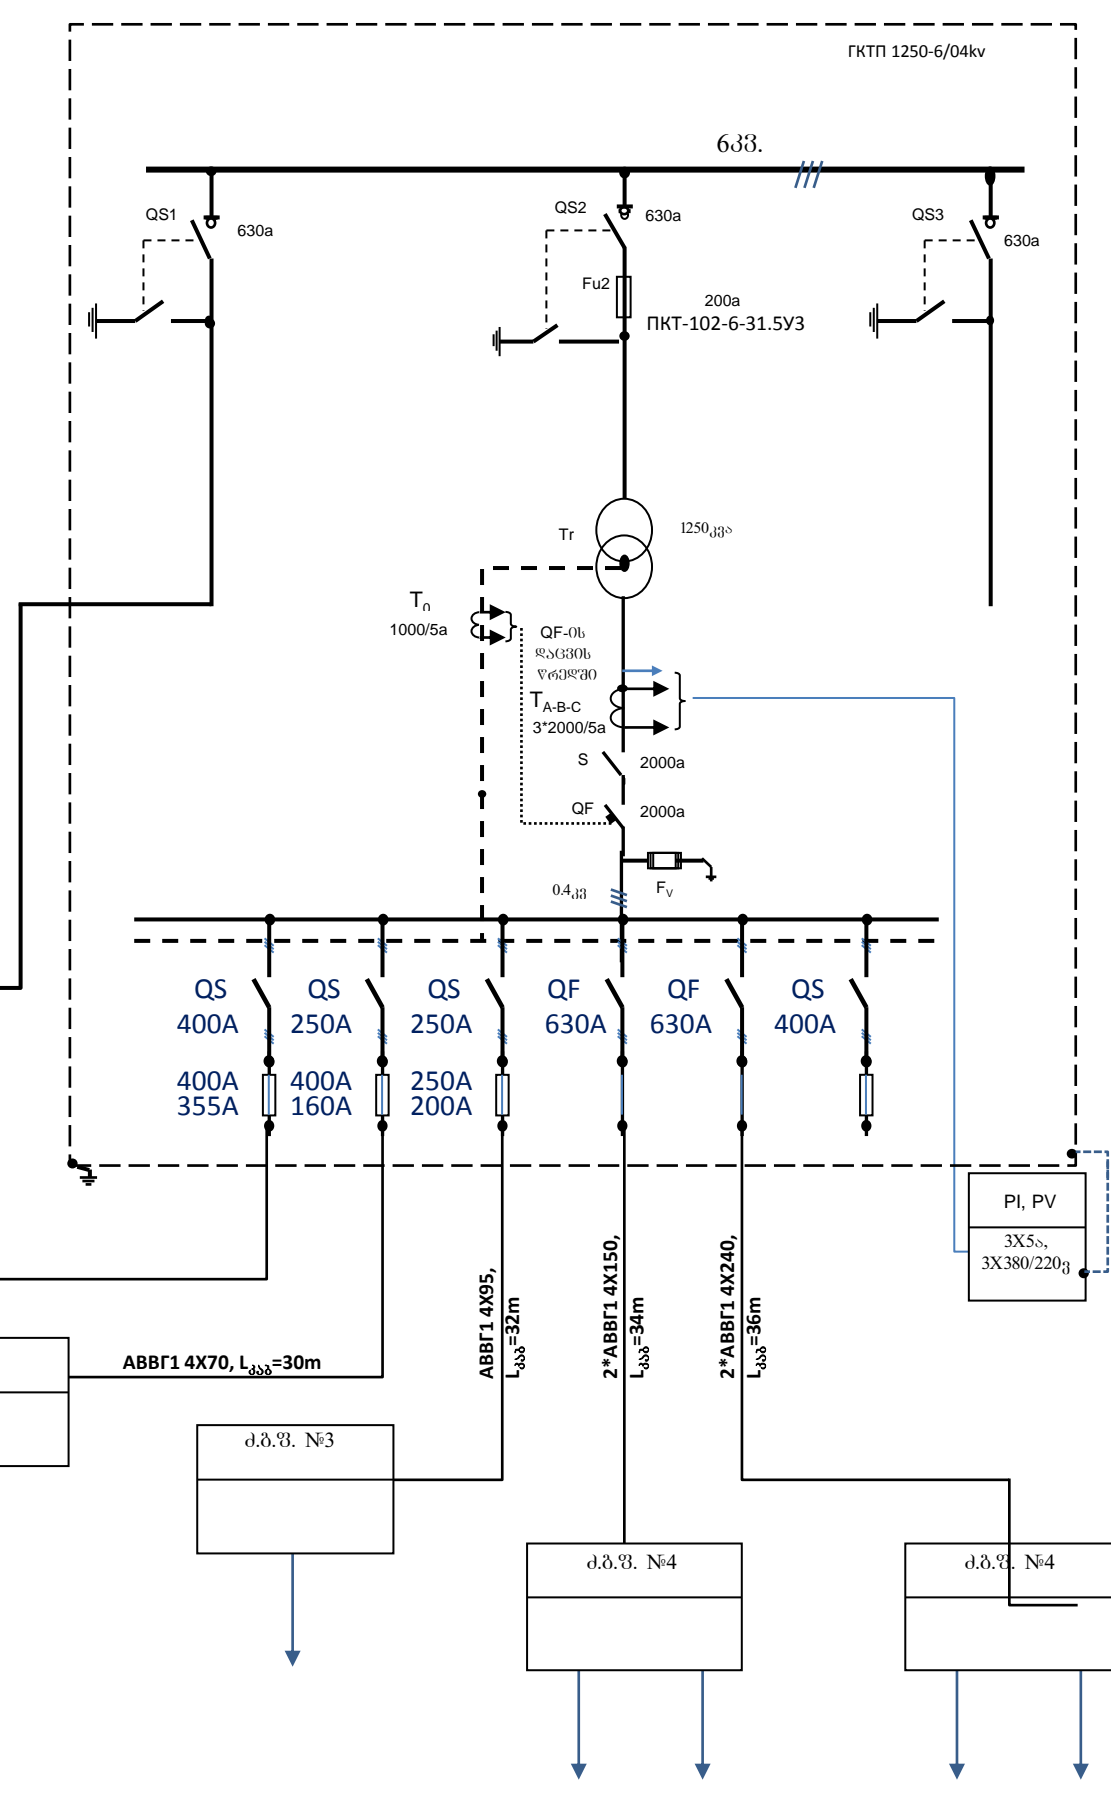 ГКТП 1250-6/04kv
6კვ.
QS1
630a
QS2
630a
QS3
630a
Fu2
200a
ПКТ-102-6-31.5У3
Tr
1250კვა
T0
1000/5a
QF-ის
დაცვის
წრედში
TA-B-C
3*2000/5a
S
2000a
QF
2000a
0.4კვ
FV
QS
400A
QS
250A
QS
250A
QF
630A
QF
630A
QS
400A
400A
355A
400A
160A
250A
200A
PI, PV
3X5ა,
3X380/220ვ
АВВГ1 4X95,
Lკაბ=32m
2*АВВГ1 4X150,
Lკაბ=34m
2*АВВГ1 4X240,
Lკაბ=36m
АВВГ1 4X70, Lკაბ=30m
ძ.გ.ფ. №3
ძ.გ.ფ. №4
ძ.გ.ფ. №4